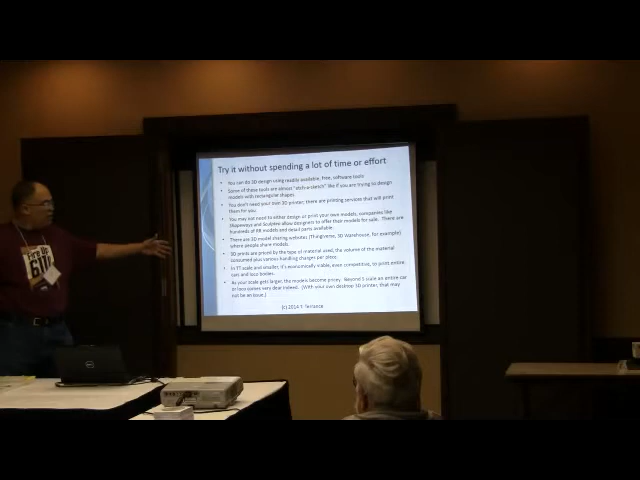 Try it without spending a lot of time or effort
You can do 3D design using readily available, free, software tools
Some of these tools are almost "etch-a-sketch" like if you are trying to design
models with rectangular shapes.
You don't need your own 3D printer, there are printing services that will print
them for you
You may not need to either design or print your own models, companies like
Shapeways and Sculpteo allow designers to offer their models for sale. There are
hundreds of RR models and detail parts available.
There are 3D model sharing websites (Thingiverse, 3D Warehouse, for example)
where people share models.
3D prints are priced by the type of material used, the volume of the material
consumed plus various handling charges per piece.
In TT scale and smaller, it's economically viable, even competitive, to print entire
cars and loco bodies.
As your scale gets larger, the models become pricey. Beyond S scale an entire car
or loco comes very dear indeed. (With your own desktop 3D printer, that may
not be an issue.)
(c) 2014 T Terrance
DELL